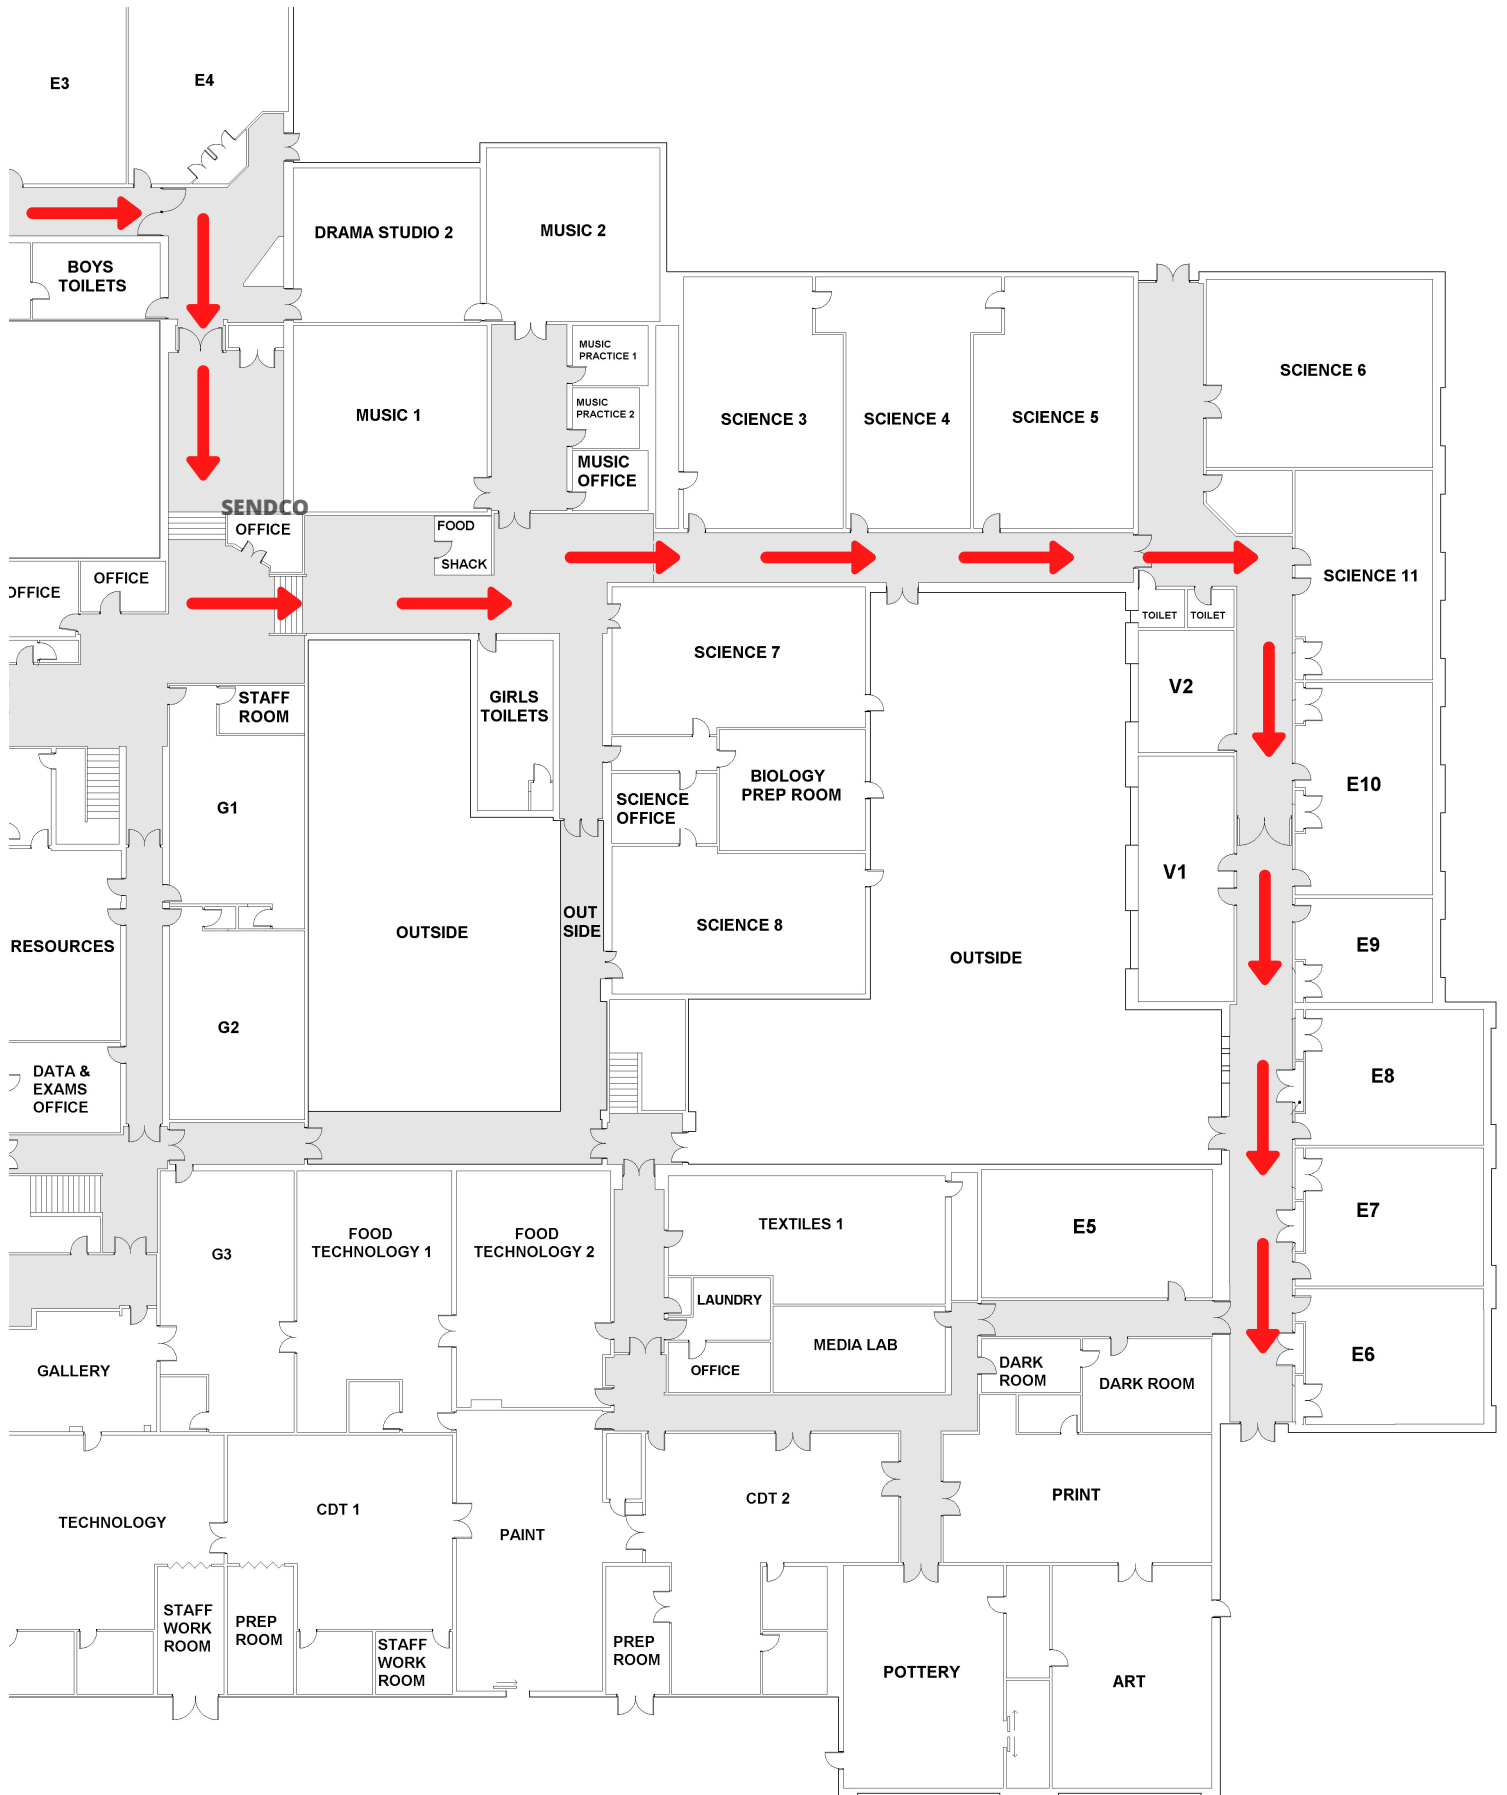 E3
E4
BOYS
TOILETS
DRAMA STUDIO 2
MUSIC 2
MUSIC 1
MUSIC
PRACTICE 1
MUSIC
PRACTICE 2
MUSIC
OFFICE
SCIENCE 3
SCIENCE 4
SCIENCE 5
SCIENCE 6
SENDCO
OFFICE
FOOD
SHACK
OFFICE
OFFICE
SCIENCE 11
TOILET
TOILET
SCIENCE 7
V2
STAFF
ROOM
GIRLS
TOILETS
G1
BIOLOGY
PREP ROOM
SCIENCE
OFFICE
E10
V1
OUTSIDE
OUT
SIDE
SCIENCE 8
OUTSIDE
E9
RESOURCES
G2
DATA &
EXAMS
OFFICE
E8
G3
FOOD
TECHNOLOGY 1
FOOD
TECHNOLOGY 2
TEXTILES 1
E5
E7
LAUNDRY
MEDIA LAB
OFFICE
DARK
ROOM
DARK ROOM
E6
GALLERY
TECHNOLOGY
CDT 1
PAINT
CDT 2
PRINT
STAFF
WORK
ROOM
PREP
ROOM
STAFF
WORK
ROOM
PREP
ROOM
POTTERY
ART